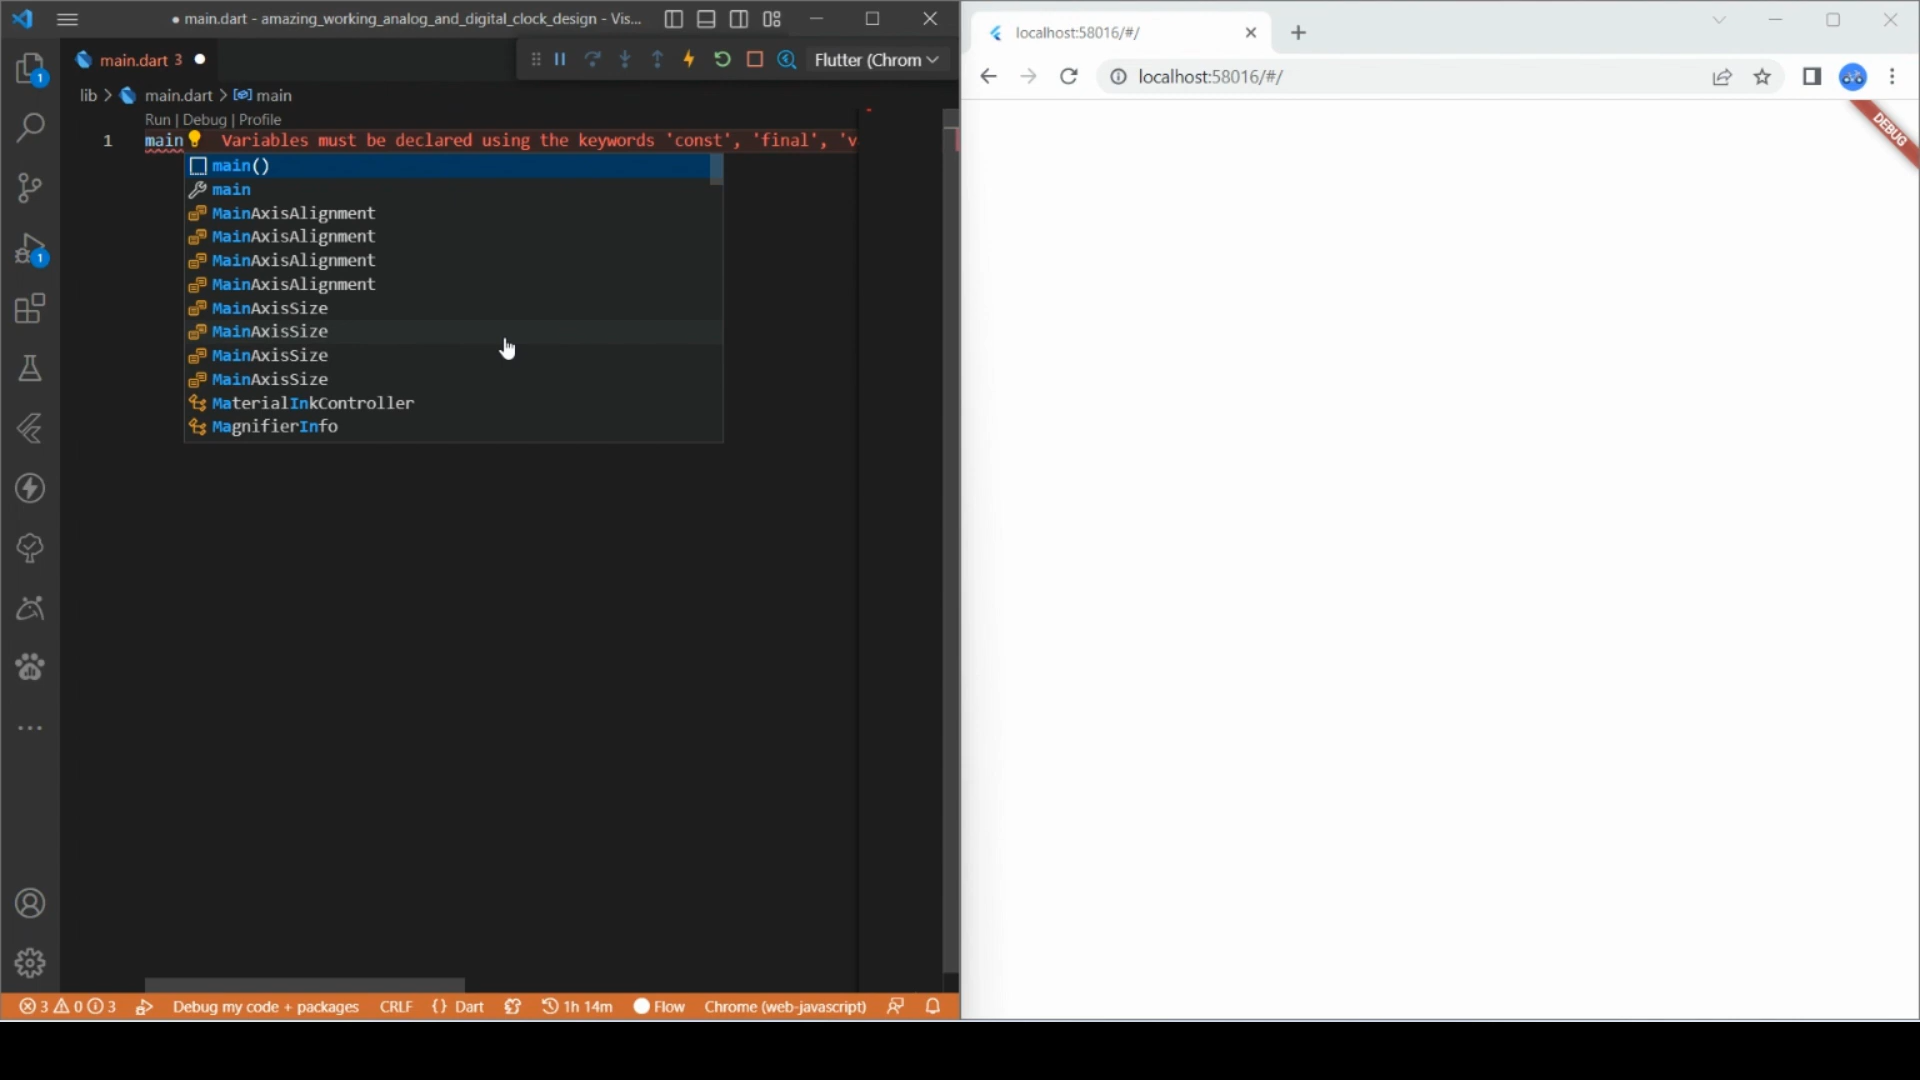 ● main.dart - amazing_working_analog_and_digital_clock_design - Vis...
main.dart 3
Flutter (Chrom
lib > main.dart > main
Run | Debug | Profile
1 main Variables must be declared using the keywords 'const', 'final', 'v
main()
main
MainAxisAlignment
MainAxisAlignment
MainAxisAlignment
MainAxisAlignment
MainAxisSize
MainAxisSize
MainAxisSize
MainAxisSize
MaterialInkController
MagnifierInfo
1
1
3 0 3 Debug my code + packages CRLF {} Dart 1h 14m Flow Chrome (web-javascript)
localhost:58016/#/
localhost:58016/#/
DEBUG